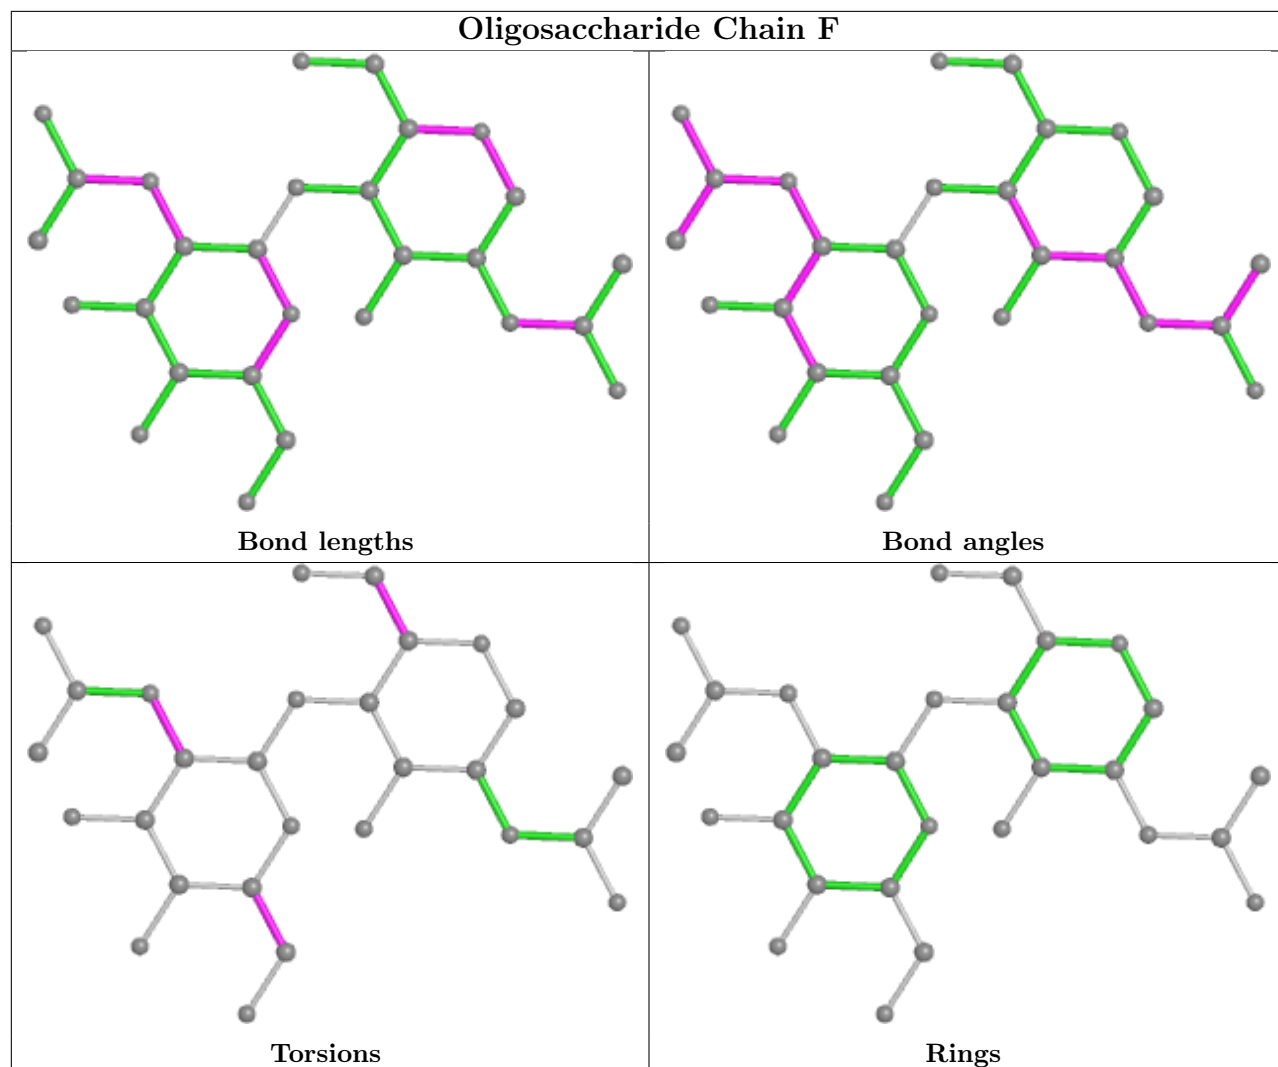 Oligosaccharide Chain F
Bond lengths
Bond angles
Torsions
Rings